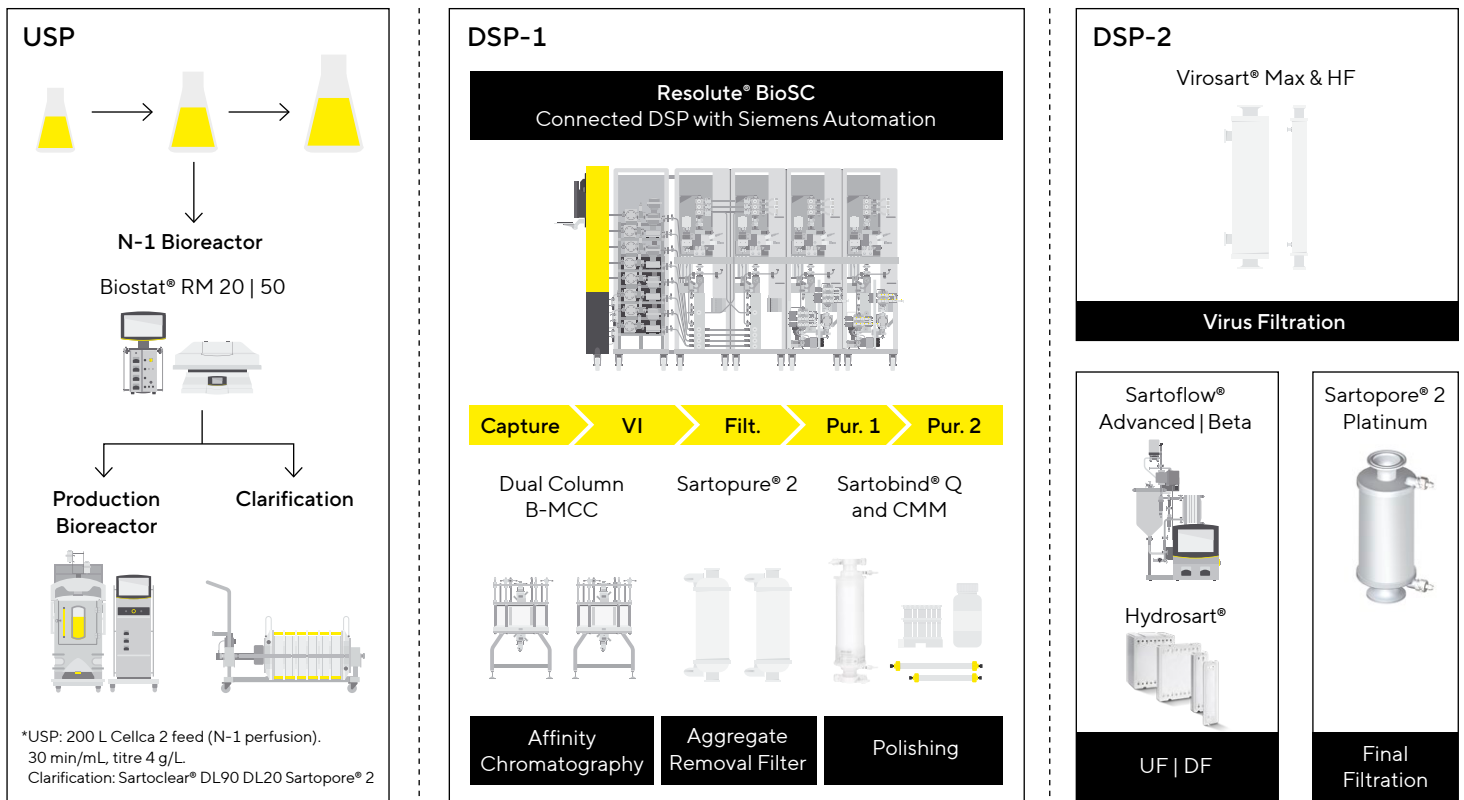 USP
N-1 Bioreactor
Biostat® RM 20 | 50
Production
Bioreactor
Clarification
*USP: 200 L Cellca 2 feed (N-1 perfusion).
30 min/mL, titre 4 g/L.
Clarification: Sartoclear® DL90 DL20 Sartopore® 2
DSP-1
Resolute® BioSC
Connected DSP with Siemens Automation
Capture
VI
Filt.
Pur. 1
Pur. 2
Dual Column
B-MCC
Sartopure® 2
Sartobind® Q
and CMM
Affinity
Chromatography
Aggregate
Removal Filter
Polishing
DSP-2
Virosart® Max & HF
Virus Filtration
Sartoflow®
Advanced | Beta
Hydrosart®
UF | DF
Sartopore® 2
Platinum
Final
Filtration